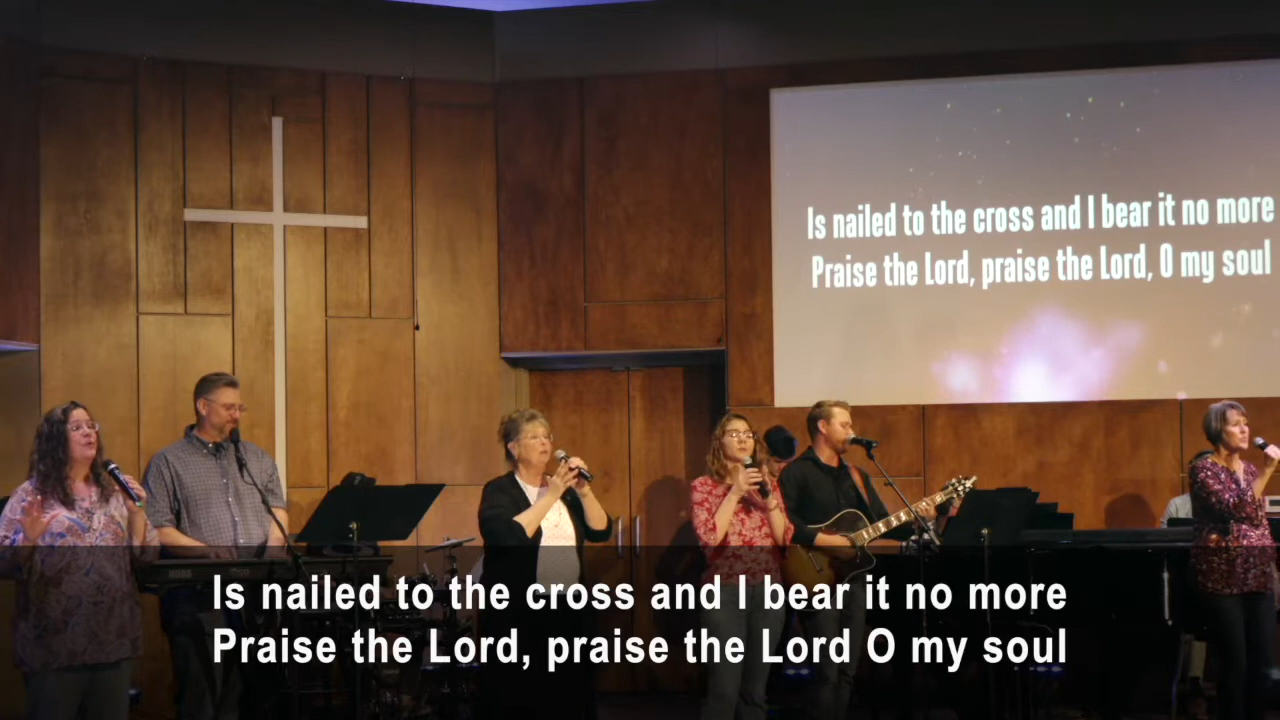 Is nailed to the cross and I bear it no more
Praise the Lord, praise the Lord, O my soul
KORG
Is nailed to the cross and I bear it no more
Praise the Lord, praise the Lord O my soul